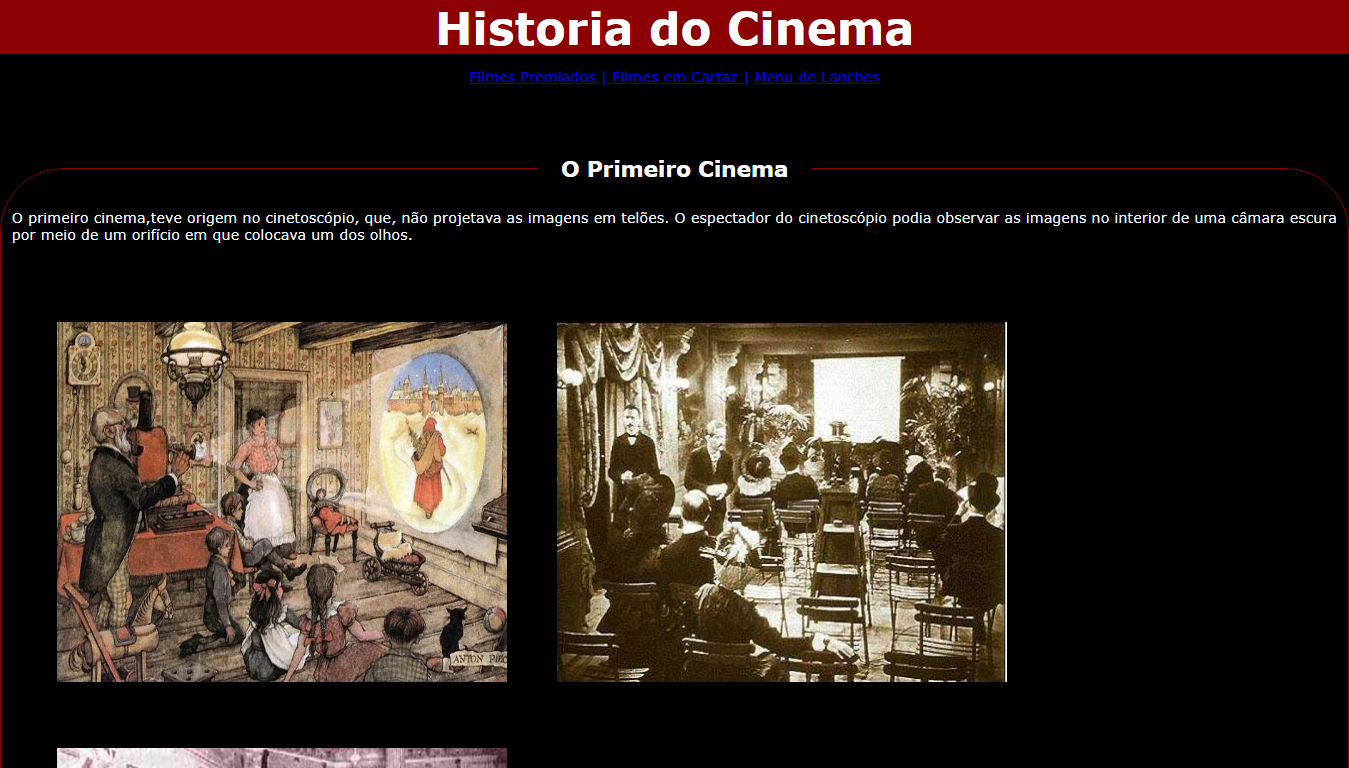 Historia do Cinema
Filmes Premiados | Filmes em Cartaz | Menu de Lanches
O Primeiro Cinema
O primeiro cinema,teve origem no cinetoscópio, que, não projetava as imagens em telões. O espectador do cinetoscópio podia observar as imagens no interior de uma câmara escura
por meio de um orifício em que colocava um dos olhos.
ANTON